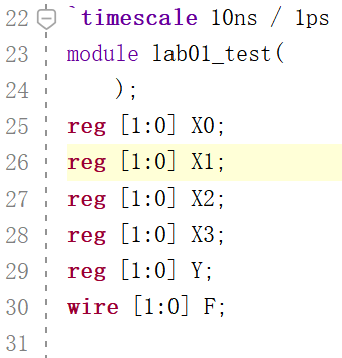 22 `timescale 10ns / 1ps
23 module lab01_test(
24     );
25 reg [1:0] X0;
26 reg [1:0] X1;
27 reg [1:0] X2;
28 reg [1:0] X3;
29 reg [1:0] Y;
30 wire [1:0] F;
31